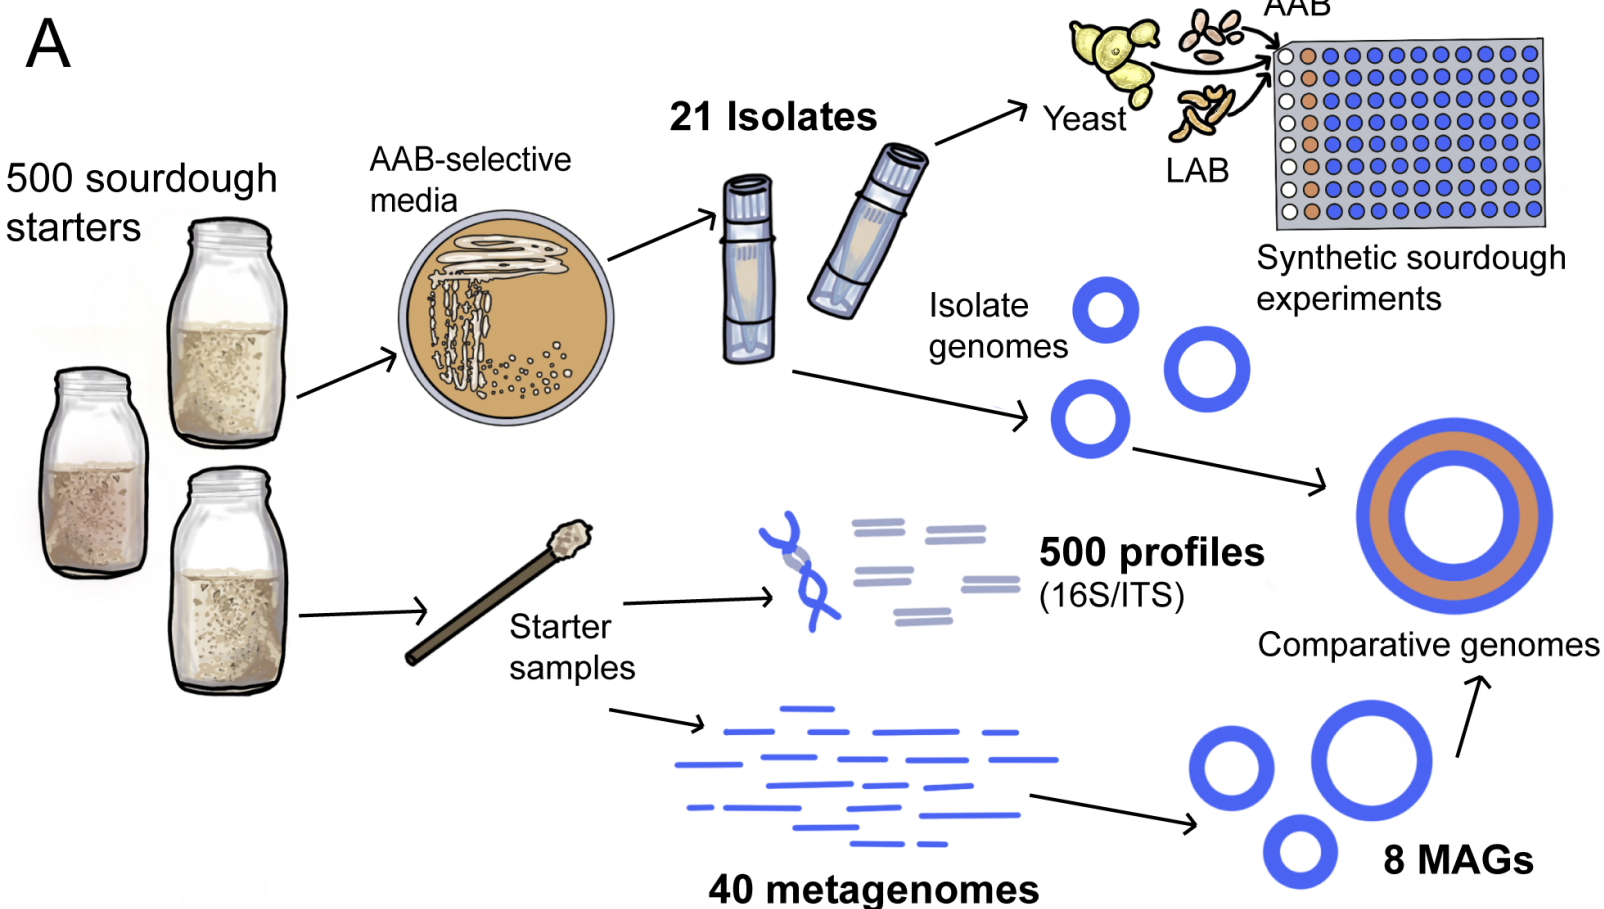 A
500 sourdough
starters
AAB-selective
media
21 Isolates
Yeast
AAB
LAB
Synthetic sourdough
experiments
Isolate
genomes
Starter
samples
500 profiles
(16S/ITS)
Comparative genomes
40 metagenomes
8 MAGs